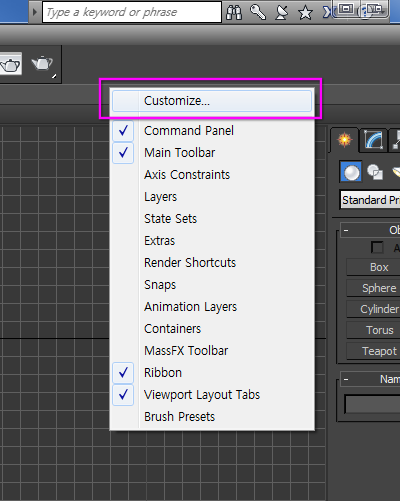 Type a keyword or phrase
Customize...
Command Panel
Main Toolbar
Axis Constraints
Layers
State Sets
Extras
Render Shortcuts
Snaps
Animation Layers
Containers
MassFX Toolbar
Ribbon
Viewport Layout Tabs
Brush Presets
Standard Pri
Ob
A
Box
Sphere
Cylinder
Torus
Teapot
Nam